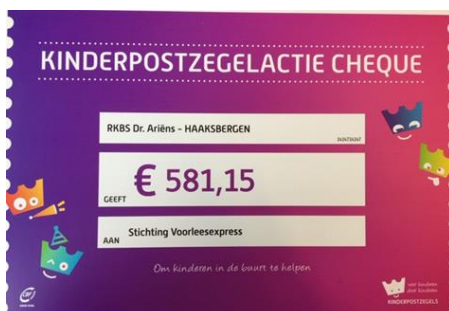 KINDERPOSTZEGELACTIE CHEQUE
RKBS Dr. Ariëns - HAAKSBERGEN
GEEFT € 581,15
AAN Stichting Voorleesexpress
Om kinderen in de buurt te helpen
CBF
voor kinderen
door kinderen
KINDERPOSTZEGELS